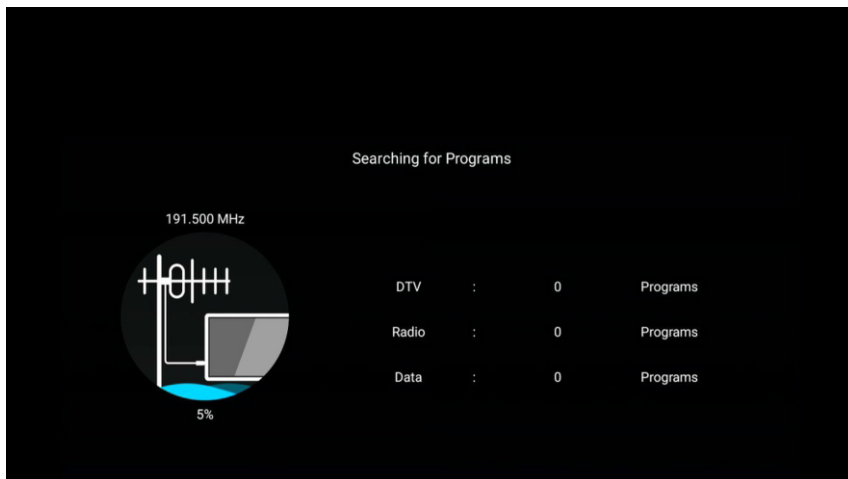 Searching for Programs
191.500 MHz
DTV : 0 Programs
Radio : 0 Programs
Data : 0 Programs
5%